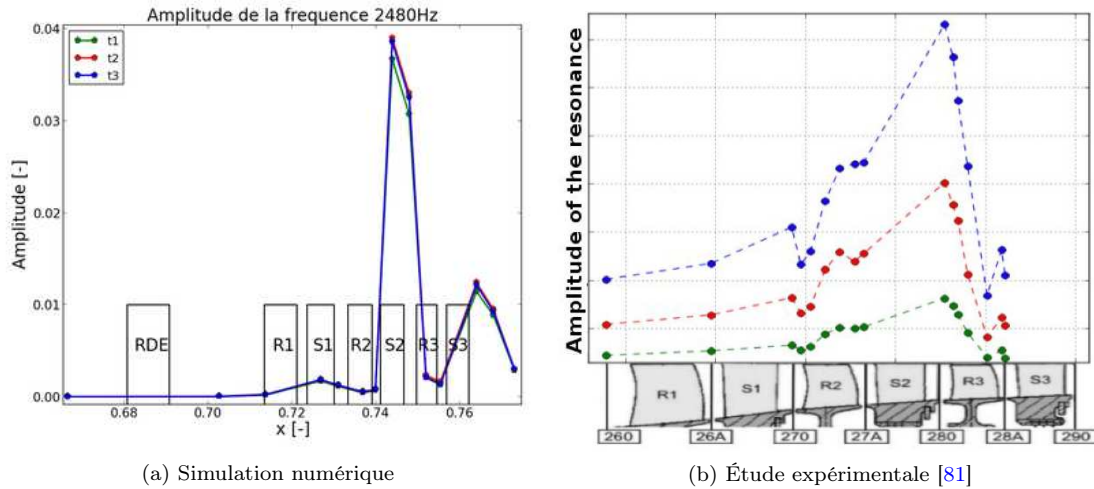 Amplitude de la frequence 2480Hz
t1
t2
t3
Amplitude [-]
0.04
0.03
0.02
0.01
0.00
RDE
R1
S1
R2
S2
R3
S3
0.68
0.70
0.72
0.74
0.76
x [-]
(a) Simulation numérique
Amplitude of the resonance
R1
S1
R2
S2
R3
S3
260
26A
270
27A
280
28A
290
(b) Étude expérimentale [81]